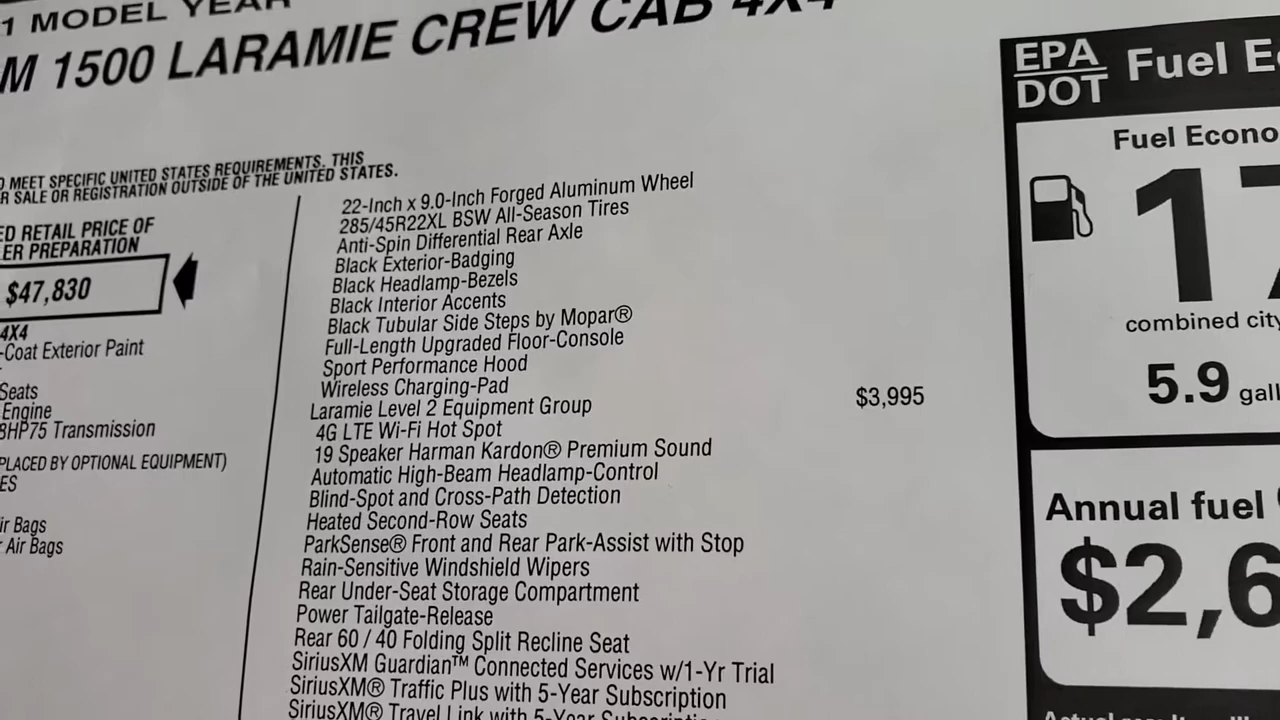 1 MODEL YEAR
M 1500 LARAMIE CREW CAB 4X4
O MEET SPECIFIC UNITED STATES REQUIREMENTS. THIS
R SALE OR REGISTRATION OUTSIDE OF THE UNITED STATES.
ED RETAIL PRICE OF
ER PREPARATION
$47,830
4X4
-Coat Exterior Paint
Seats
Engine
8HP75 Transmission
PLACED BY OPTIONAL EQUIPMENT)
ES
ir Bags
r Air Bags
22-Inch x 9.0-Inch Forged Aluminum Wheel
285/45R22XL BSW All-Season Tires
Anti-Spin Differential Rear Axle
Black Exterior-Badging
Black Headlamp-Bezels
Black Interior Accents
Black Tubular Side Steps by Mopar®
Full-Length Upgraded Floor-Console
Sport Performance Hood
Wireless Charging-Pad
Laramie Level 2 Equipment Group $3,995
4G LTE Wi-Fi Hot Spot
19 Speaker Harman Kardon® Premium Sound
Automatic High-Beam Headlamp-Control
Blind-Spot and Cross-Path Detection
Heated Second-Row Seats
ParkSense® Front and Rear Park-Assist with Stop
Rain-Sensitive Windshield Wipers
Rear Under-Seat Storage Compartment
Power Tailgate-Release
Rear 60 / 40 Folding Split Recline Seat
SiriusXM Guardian™ Connected Services w/1-Yr Trial
SiriusXM® Traffic Plus with 5-Year Subscription
SiriusXM® Travel Link with 5-Year Subscription
EPA
DOT
Fuel E
Fuel Econo
17
combined city
5.9 gall
Annual fuel
$2,6